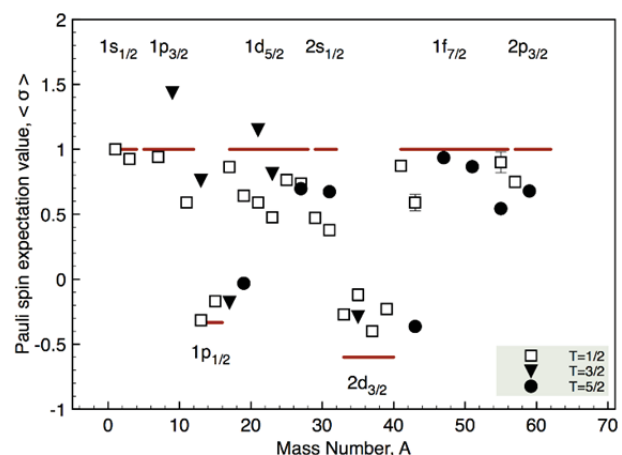 2
1s1/2 1p3/2 1d5/2 2s1/2 1f7/2 2p3/2
1.5
1
0.5
0
-0.5
-1
Pauli spin expectation value, < σ >
1p1/2
2d3/2
T=1/2
T=3/2
T=5/2
0 10 20 30 40 50 60 70
Mass Number, A